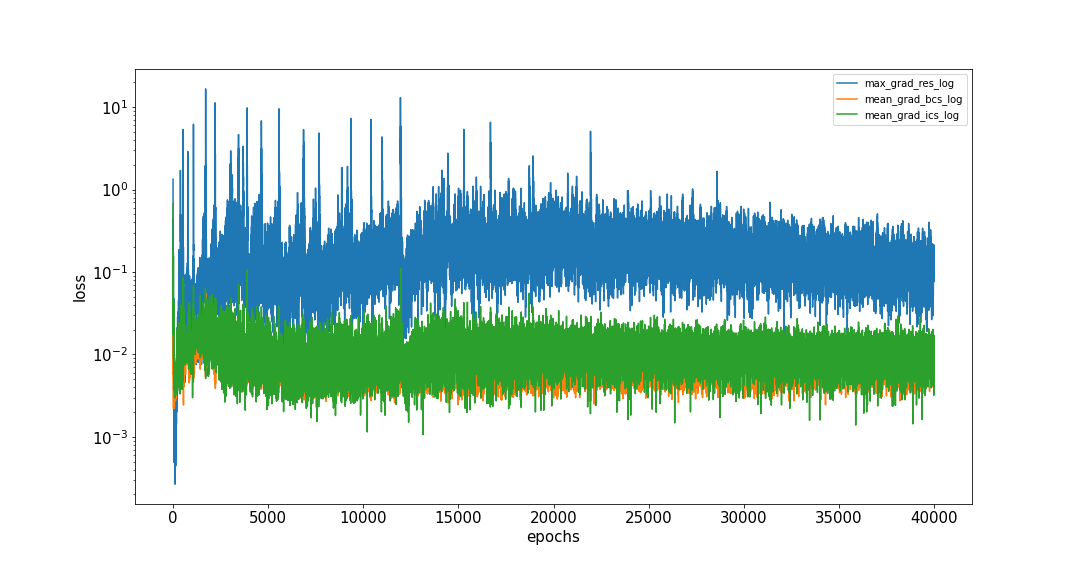 max_grad_res_log
mean_grad_bcs_log
mean_grad_ics_log
10¹
10⁰
10⁻¹
10⁻²
10⁻³
loss
0 5000 10000 15000 20000 25000 30000 35000 40000
epochs